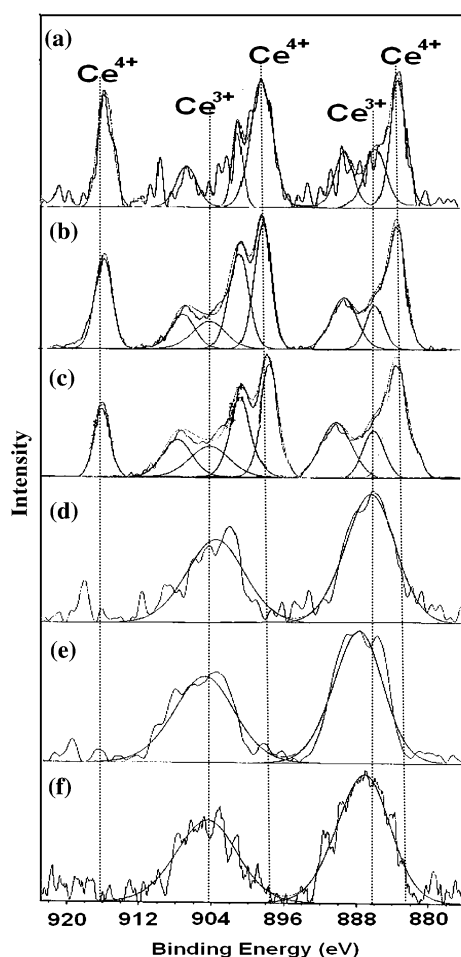 (a)
Ce4+
Ce3+
Ce4+
Ce3+
Ce4+
(b)
(c)
(d)
(e)
(f)
Intensity
920 912 904 896 888 880
Binding Energy (eV)